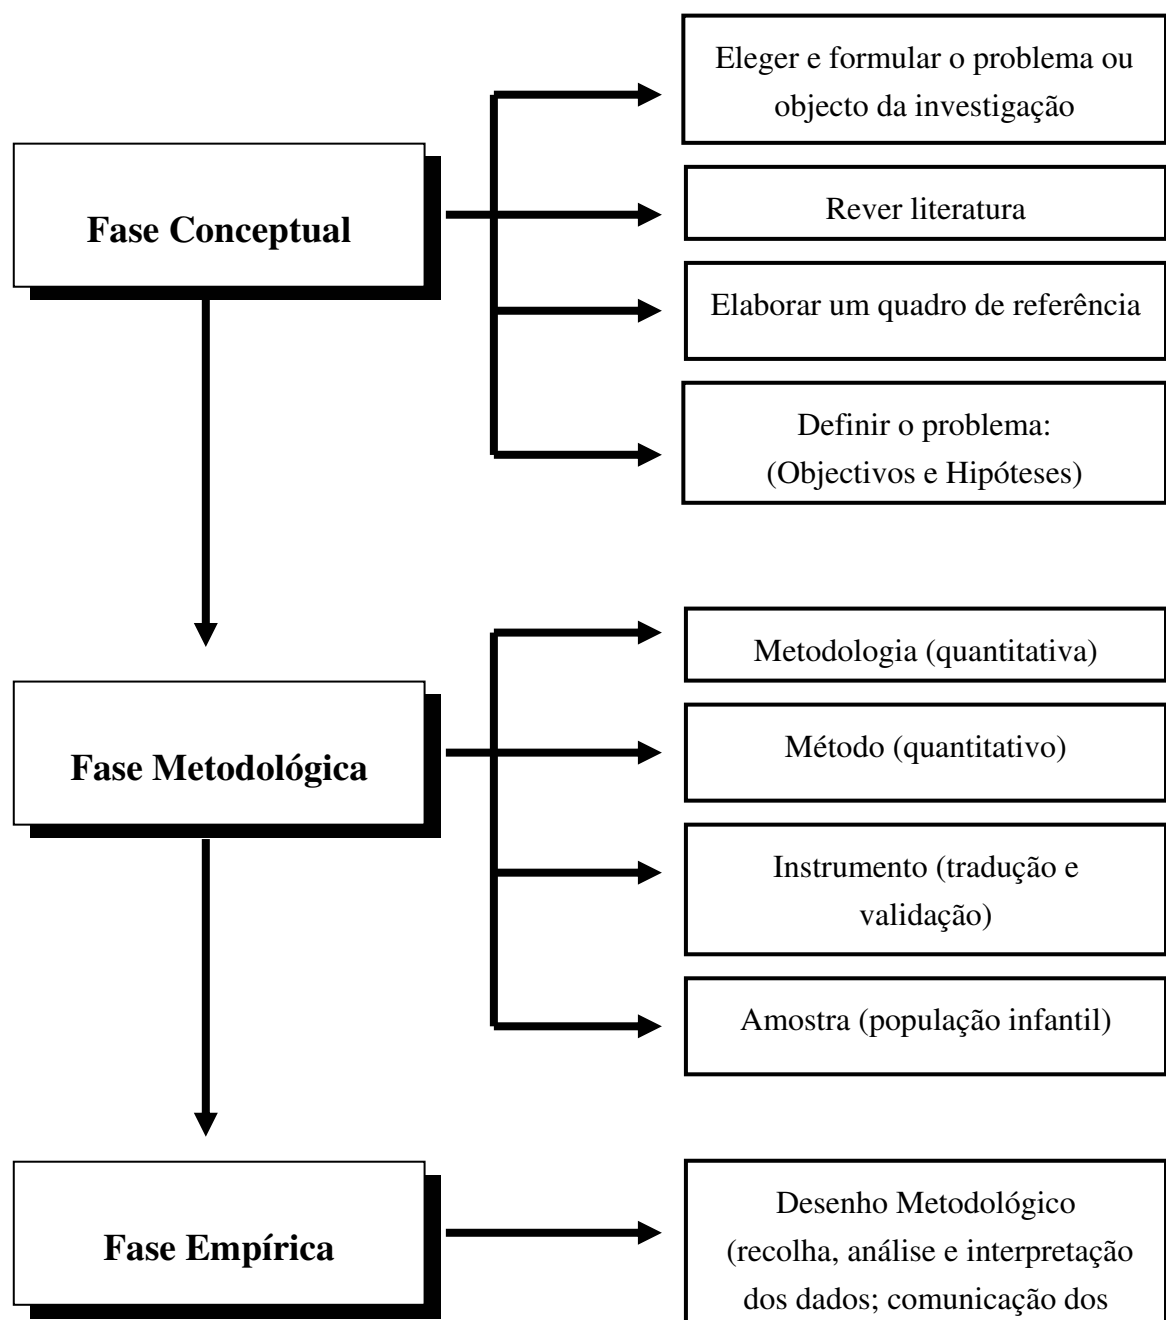 Fase Conceptual
Eleger e formular o problema ou
objecto da investigação
Rever literatura
Elaborar um quadro de referência
Definir o problema:
(Objectivos e Hipóteses)
Fase Metodológica
Metodologia (quantitativa)
Método (quantitativo)
Instrumento (tradução e
validação)
Amostra (população infantil)
Fase Empírica
Desenho Metodológico
(recolha, análise e interpretação
dos dados; comunicação dos